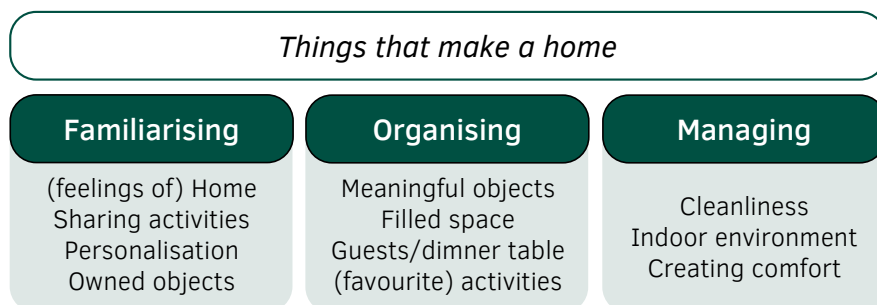 Things that make a home
Familiarising
(feelings of) Home
Sharing activities
Personalisation
Owned objects
Organising
Meaningful objects
Filled space
Guests/dimner table
(favourite) activities
Managing
Cleanliness
Indoor environment
Creating comfort